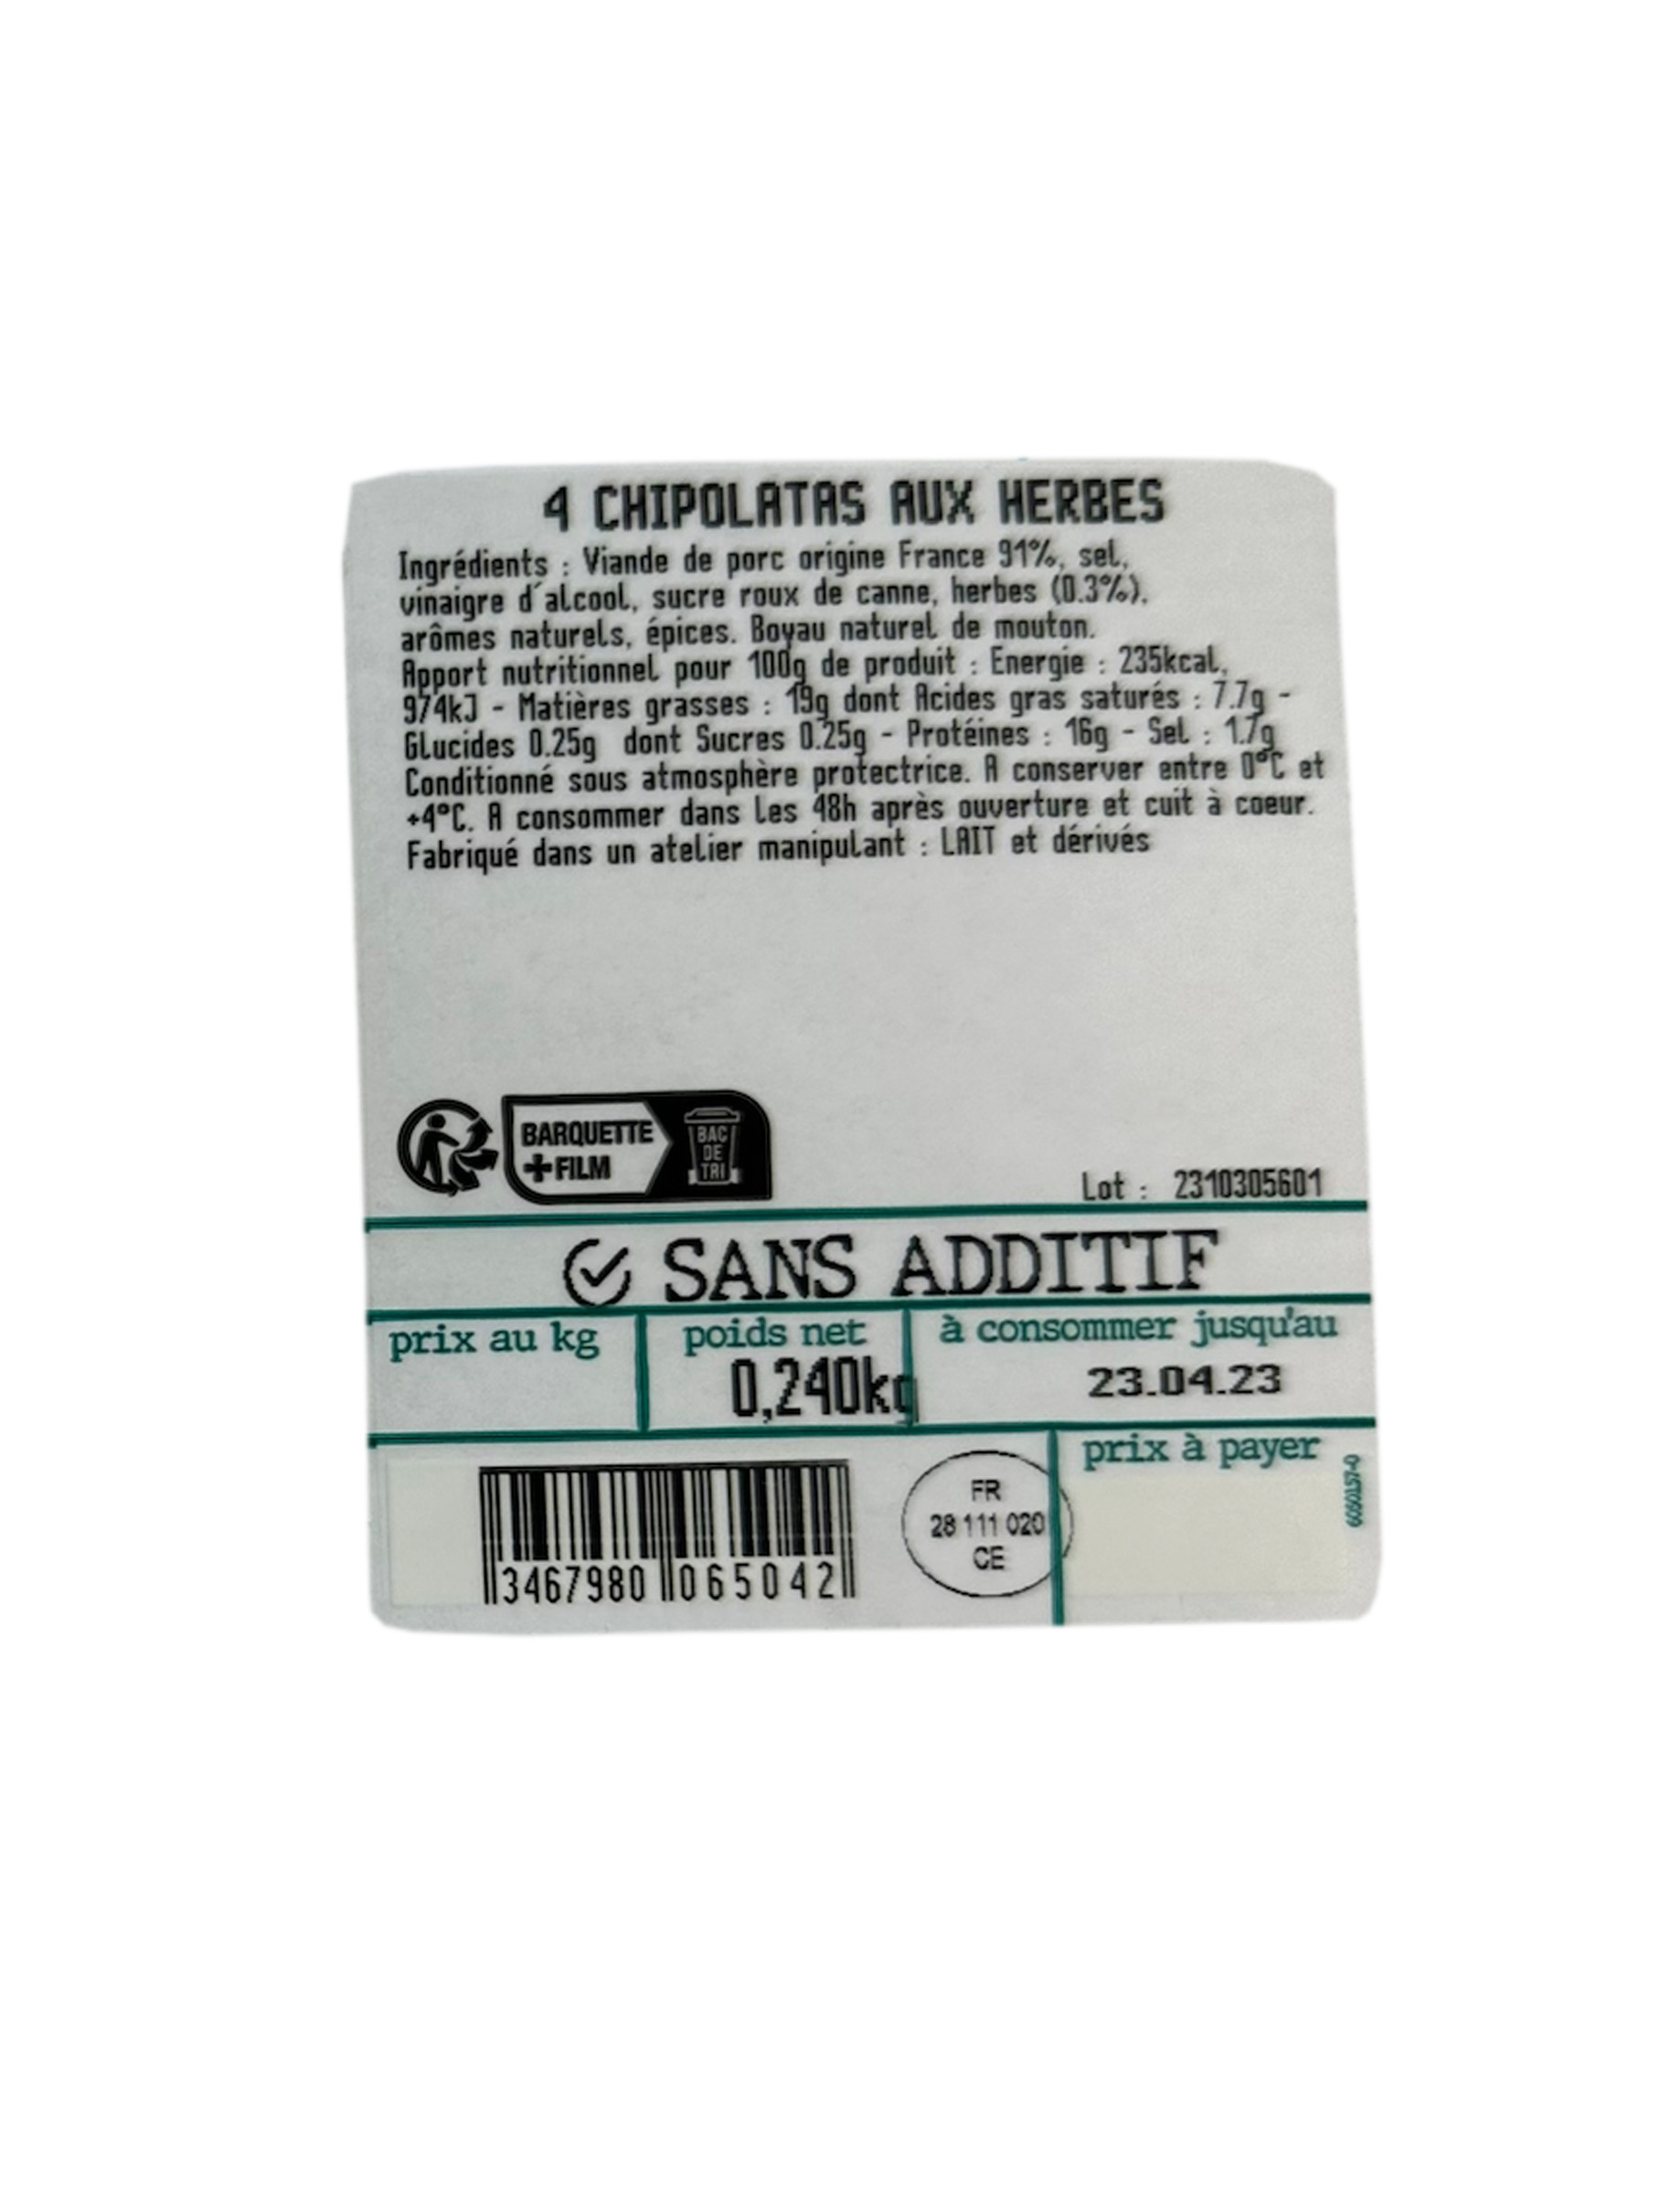 4 CHIPOLATAS AUX HERBES
Ingrédients : Viande de porc origine France 91%, sel,
vinaigre d'alcool, sucre roux de canne, herbes (0.3%),
arômes naturels, épices. Boyau naturel de mouton.
Apport nutritionnel pour 100g de produit : Energie : 235kcal,
974kJ - Matières grasses : 19g dont Acides gras saturés : 7.7g -
Glucides 0.25g dont Sucres 0.25g - Protéines : 16g - Sel : 1.7g
Conditionné sous atmosphère protectrice. A conserver entre 0°C et
+4°C. A consommer dans les 48h après ouverture et cuit à coeur.
Fabriqué dans un atelier manipulant : LAIT et dérivés
BARQUETTE
+FILM
BAC
DE
TRI
Lot : 2310305601
SANS ADDITIF
prix au kg
poids net
0,240kg
à consommer jusqu'au
23.04.23
prix à payer
3467980 065042
FR
28 111 020
CE
6050157-0